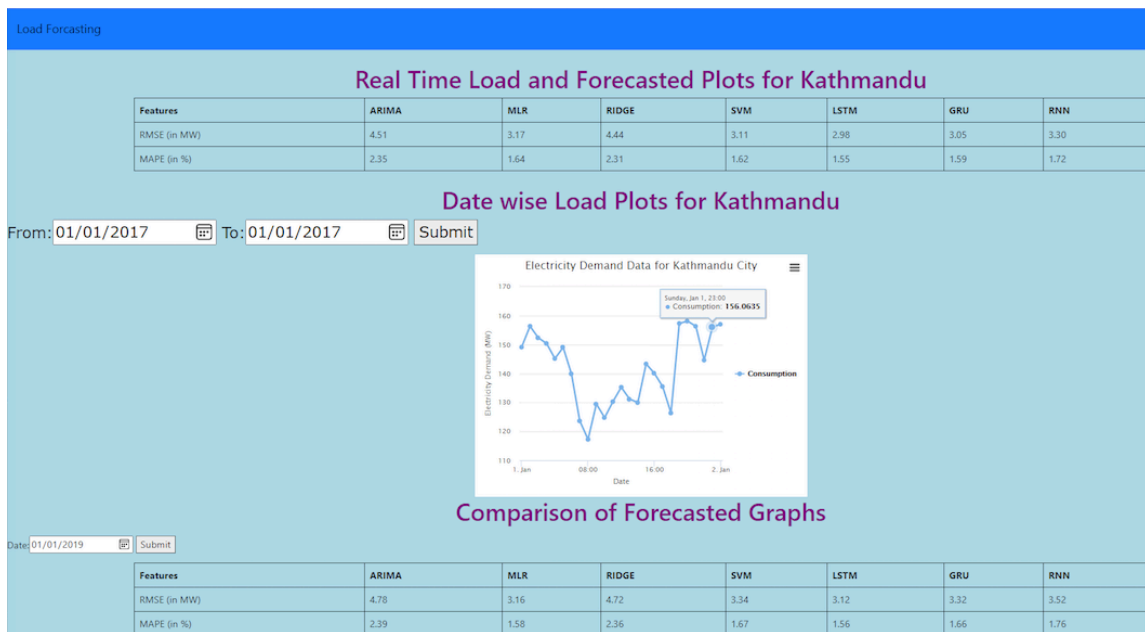 Load Forcasting
Real Time Load and Forecasted Plots for Kathmandu
Features ARIMA MLR RIDGE SVM LSTM GRU RNN
RMSE (in MW) 4.51 3.17 4.44 3.11 2.98 3.05 3.30
MAPE (in %) 2.35 1.64 2.31 1.62 1.55 1.59 1.72
Date wise Load Plots for Kathmandu
From: 01/01/2017 To: 01/01/2017 Submit
Electricity Demand Data for Kathmandu City
170
Sunday, Jan 1, 23:00
Consumption: 156.0635
160
150
140
130
120
110
Electricity Demand (MW)
Consumption
1. Jan 08:00 16:00 2. Jan
Date
Comparison of Forecasted Graphs
Date: 01/01/2019 Submit
Features ARIMA MLR RIDGE SVM LSTM GRU RNN
RMSE (in MW) 4.78 3.16 4.72 3.34 3.12 3.32 3.52
MAPE (in %) 2.39 1.58 2.36 1.67 1.56 1.66 1.76